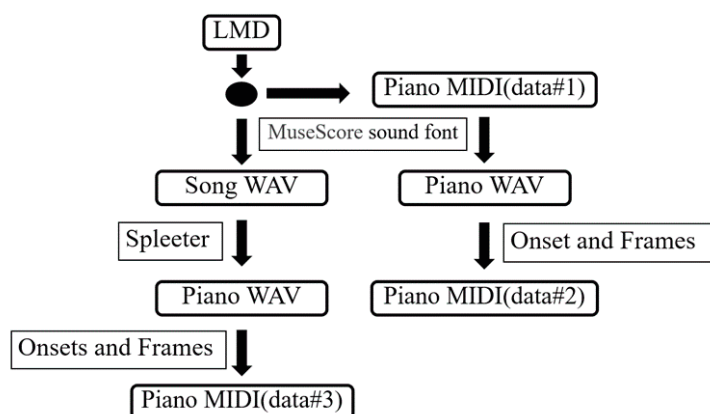 LMD
Piano MIDI(data#1)
MuseScore sound font
Song WAV
Piano WAV
Spleeter
Onset and Frames
Piano WAV
Piano MIDI(data#2)
Onsets and Frames
Piano MIDI(data#3)